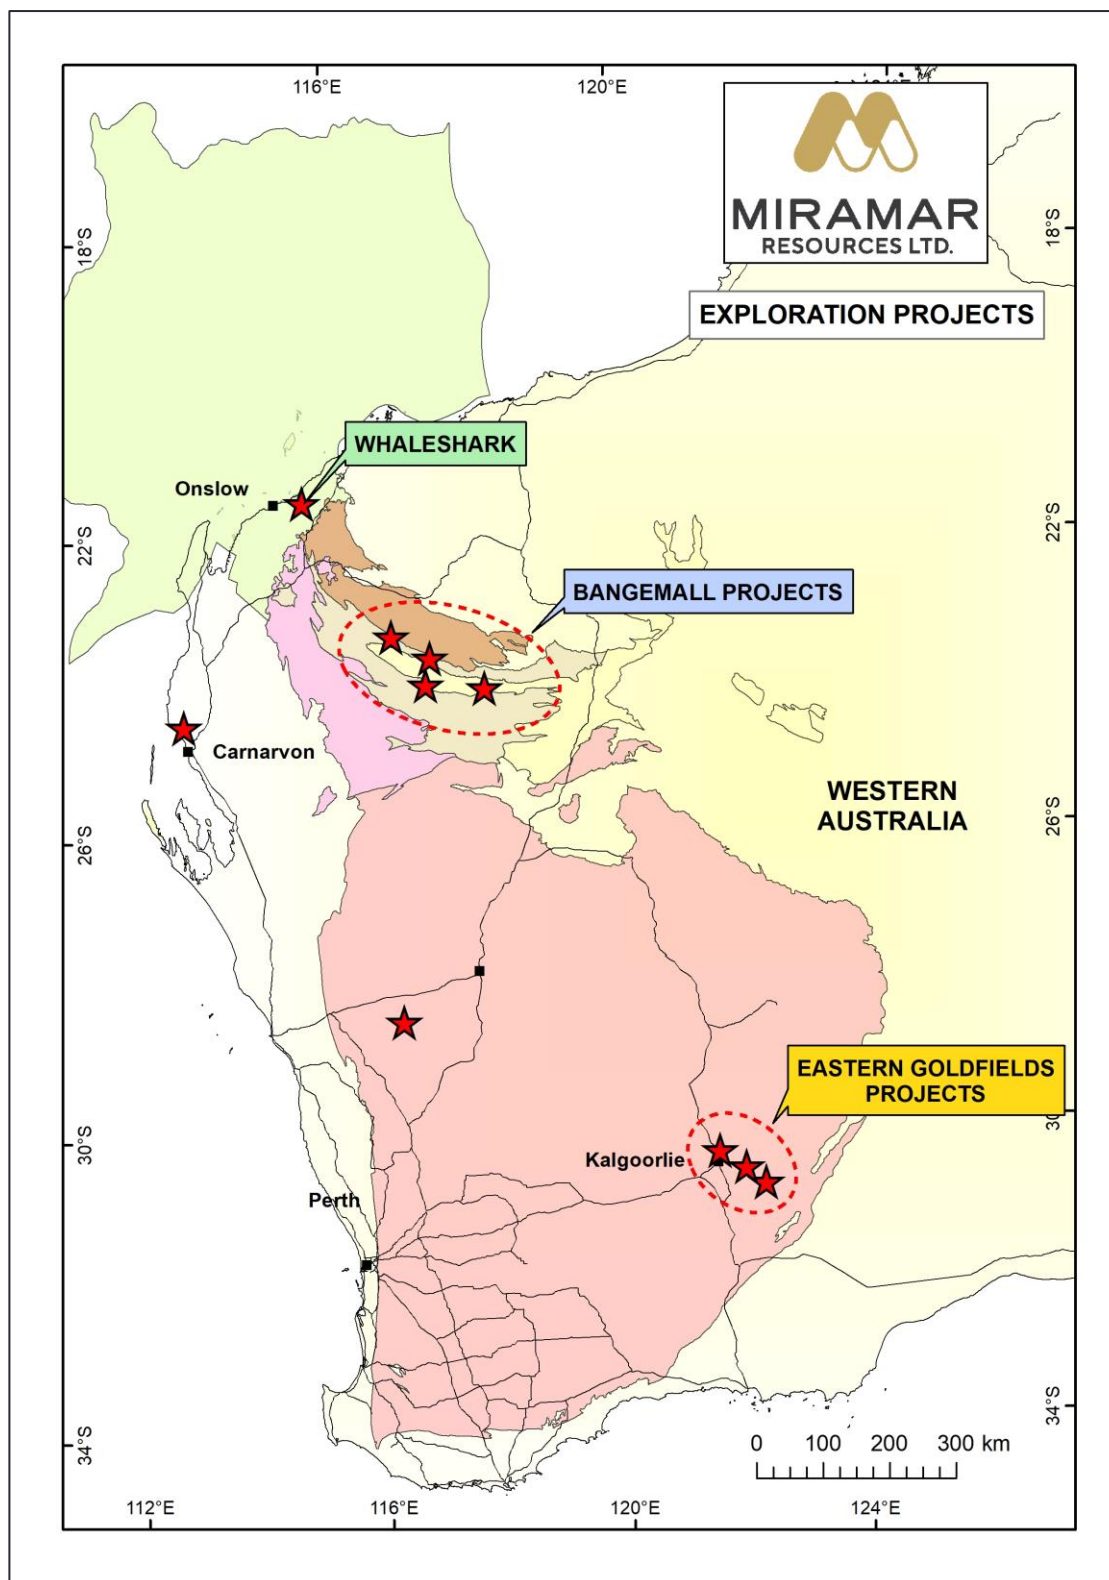 116°E
120°E
MIRAMAR
RESOURCES LTD.
18°S
18°S
EXPLORATION PROJECTS
WHALESHARK
Onslow
22°S
22°S
BANGEMALL PROJECTS
Carnarvon
WESTERN
AUSTRALIA
26°S
26°S
EASTERN GOLDFIELDS
PROJECTS
30°S
Kalgoorlie
Perth
34°S
34°S
0 100 200 300 km
112°E
116°E
120°E
124°E